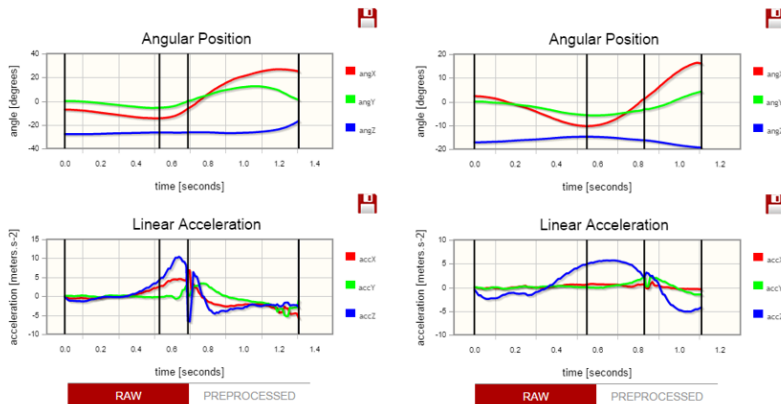 Angular Position
angle [degrees]
40
20
0
-20
-40
0.0 0.2 0.4 0.6 0.8 1.0 1.2 1.4
time [seconds]
angX
angY
angZ
Angular Position
angle [degrees]
20
10
0
-10
-20
0.0 0.2 0.4 0.6 0.8 1.0 1.2
time [seconds]
angX
angY
angZ
Linear Acceleration
acceleration [meters.s-2]
15
10
5
0
-5
-10
0.0 0.2 0.4 0.6 0.8 1.0 1.2 1.4
time [seconds]
accX
accY
accZ
Linear Acceleration
acceleration [meters.s-2]
10
5
0
-5
-10
0.0 0.2 0.4 0.6 0.8 1.0 1.2
time [seconds]
accX
accY
accZ
RAW PREPROCESSED
RAW PREPROCESSED